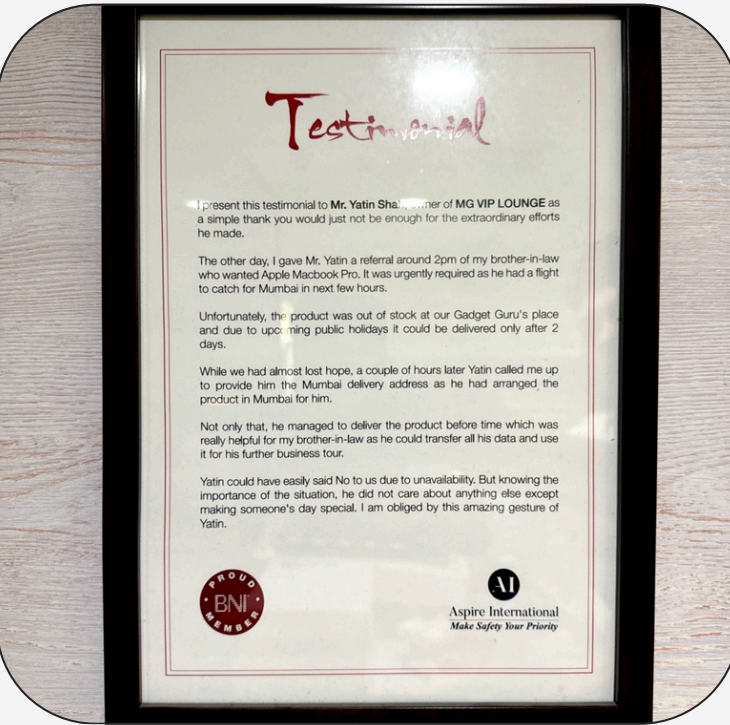 Testimonial
I present this testimonial to Mr. Yatin of MG VIP LOUNGE as
a simple thank you would just not be enough for the extraordinary efforts
he made.
The other day, I gave Mr. Yatin a referral around 2pm of my brother-in-law
who wanted Apple Macbook Pro. It was urgently required as he had a flight
to catch for Mumbai in next few hours.
Unfortunately, the product was out of stock at our Gadget Guru's place
and due to upcoming public holidays it could be delivered only after 2
days.
While we had almost lost hope, a couple of hours later Yatin called me up
to provide him the Mumbai delivery address as he had arranged the
product in Mumbai for him.
Not only that, he managed to deliver the product before time which was
really helpful for my brother-in-law as he could transfer all his data and use
it for his further business tour.
Yatin could have easily said No to us due to unavailability. But knowing the
importance of the situation, he did not care about anything else except
making someone's day special. I am obliged by this amazing gesture of
Yatin.
PROUD
BNI
MEMBER
AI
Aspire International
Make Safety Your Priority